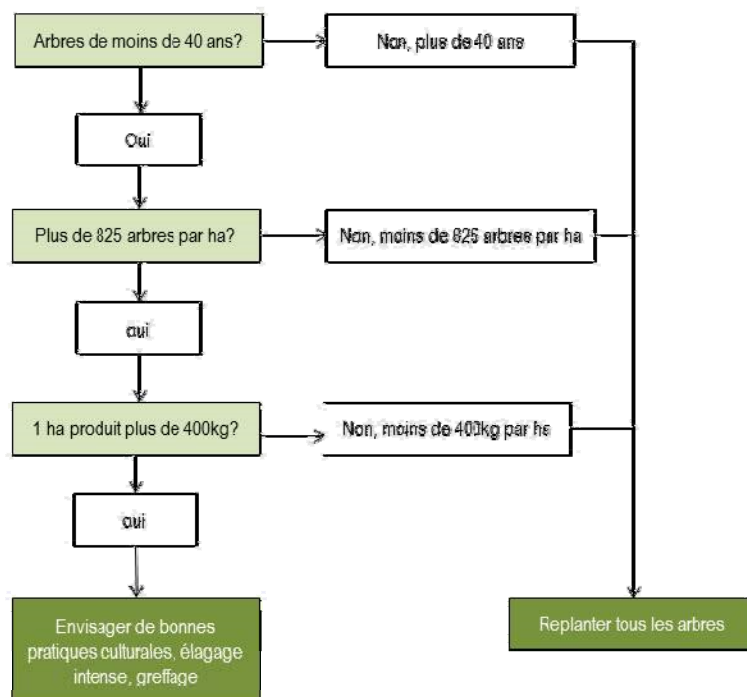 Arbres de moins de 40 ans?
Non, plus de 40 ans
Oui
Plus de 825 arbres par ha?
Non, moins de 825 arbres par ha
oui
1 ha produit plus de 400kg?
Non, moins de 400kg par ha
oui
Envisager de bonnes
pratiques culturales, élagage
intense, greffage
Replanter tous les arbres